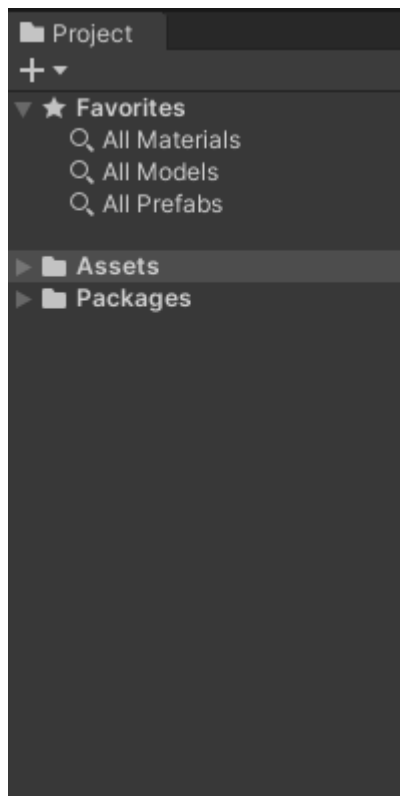 Project
Favorites
All Materials
All Models
All Prefabs
Assets
Packages